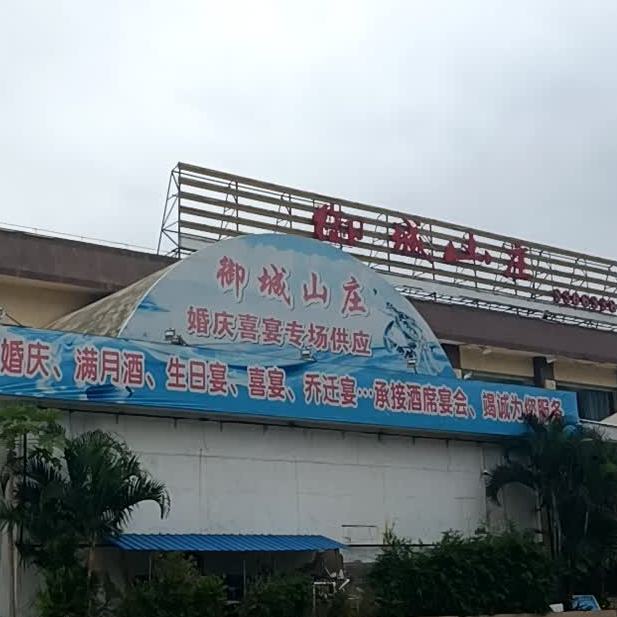 御城山庄
御城山庄
婚庆喜宴专场供应
婚庆、满月酒、生日宴、喜宴、乔迁宴…承接酒席宴会、竭诚为您服务